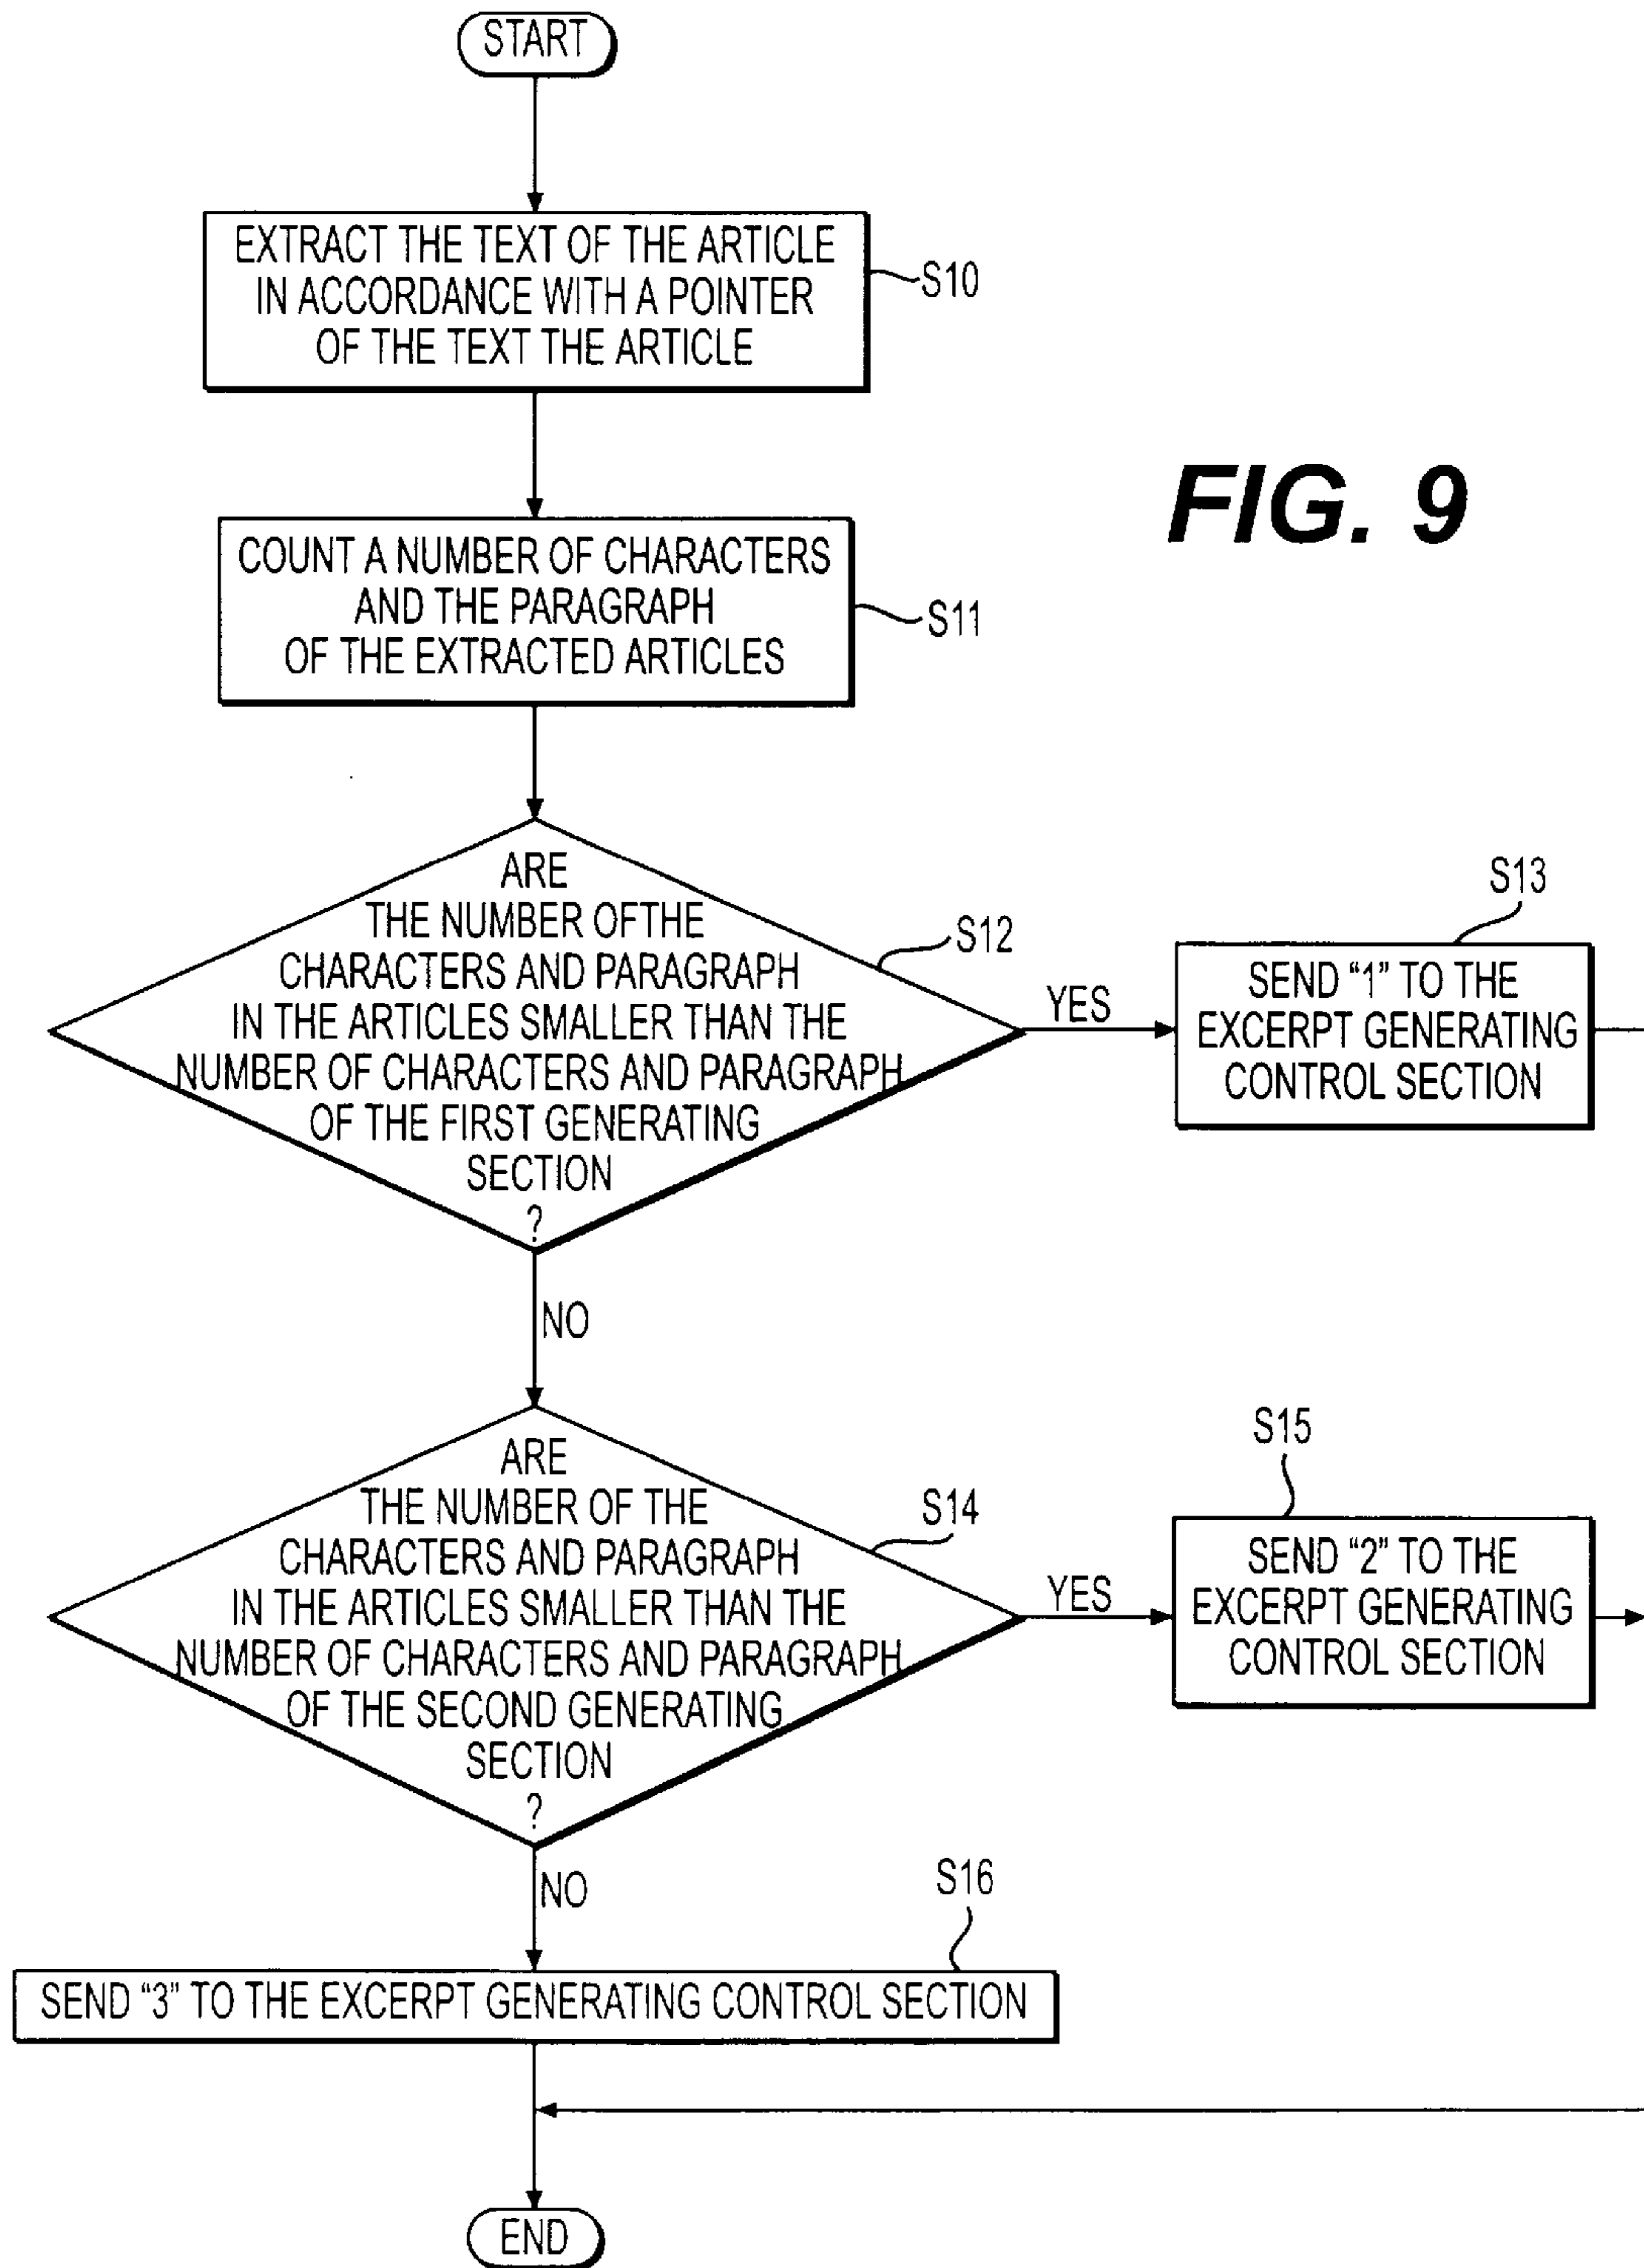 START
EXTRACT THE TEXT OF THE ARTICLE
IN ACCORDANCE WITH A POINTER
OF THE TEXT THE ARTICLE
S10
FIG. 9
COUNT A NUMBER OF CHARACTERS
AND THE PARAGRAPH
OF THE EXTRACTED ARTICLES
S11
ARE
THE NUMBER OFTHE
CHARACTERS AND PARAGRAPH
IN THE ARTICLES SMALLER THAN THE
NUMBER OF CHARACTERS AND PARAGRAPH
OF THE FIRST GENERATING
SECTION
?
S12
YES
S13
SEND “1” TO THE
EXCERPT GENERATING
CONTROL SECTION
NO
ARE
THE NUMBER OF THE
CHARACTERS AND PARAGRAPH
IN THE ARTICLES SMALLER THAN THE
NUMBER OF CHARACTERS AND PARAGRAPH
OF THE SECOND GENERATING
SECTION
?
S14
YES
S15
SEND “2” TO THE
EXCERPT GENERATING
CONTROL SECTION
NO
S16
SEND “3” TO THE EXCERPT GENERATING CONTROL SECTION
END